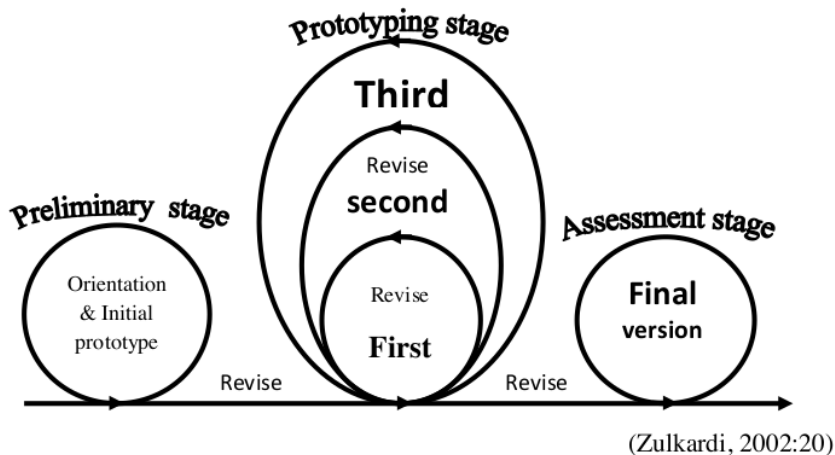 Prototyping stage
Third
Revise
second
Preliminary stage
Assessment stage
Orientation
& Initial
prototype
Revise
First
Final
version
Revise
Revise
(Zulkardi, 2002:20)